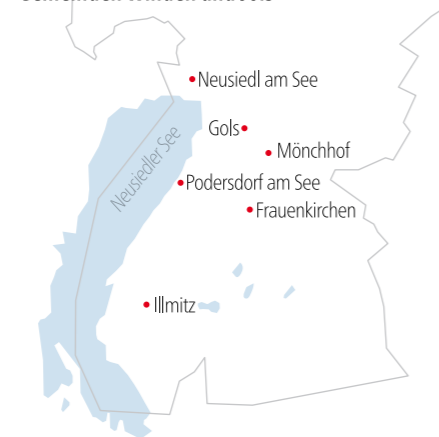 Neusiedl am See
Gols
Mönchhof
Neusiedler See
Podersdorf am See
Frauenkirchen
Illmitz